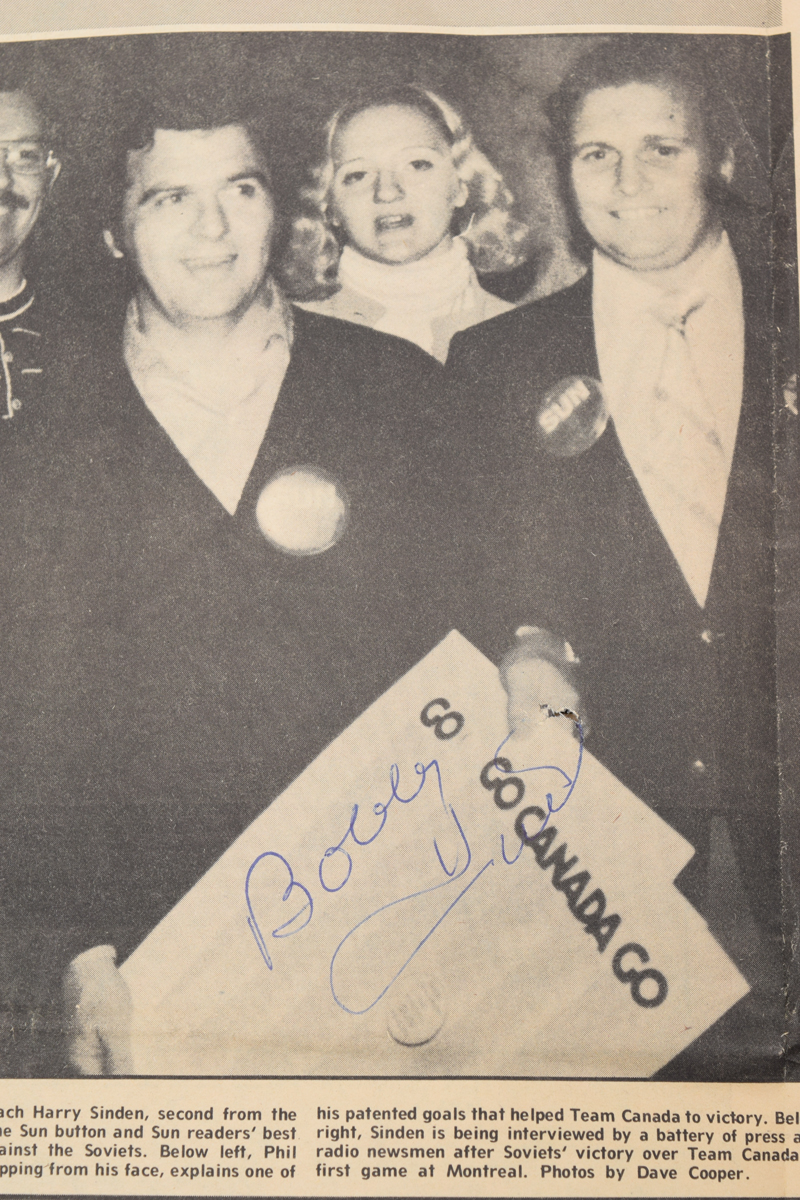 SUN
GO
GO CANADA GO
Bobby
ach Harry Sinden, second from the
e Sun button and Sun readers' best
ainst the Soviets. Below left, Phil
pping from his face, explains one of
his patented goals that helped Team Canada to victory. Bel
right, Sinden is being interviewed by a battery of press a
radio newsmen after Soviets' victory over Team Canada
first game at Montreal. Photos by Dave Cooper.